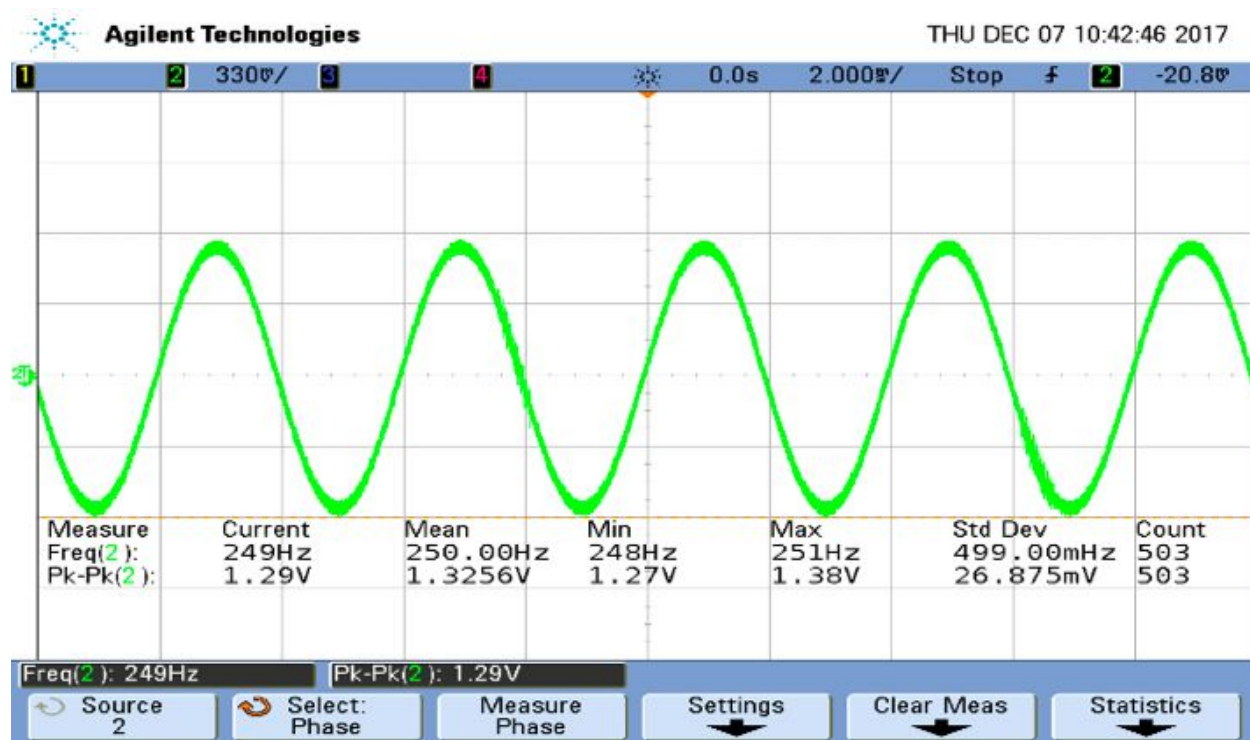 Agilent Technologies THU DEC 07 10:42:46 2017
1 2 330mV/ 3 4 0.0s 2.000ms/ Stop 2 -20.8mV
2
Measure Current Mean Min Max Std Dev Count
Freq(2): 249Hz 250.00Hz 248Hz 251Hz 499.00mHz 503
Pk-Pk(2): 1.29V 1.3256V 1.27V 1.38V 26.875mV 503
Freq(2): 249Hz Pk-Pk(2): 1.29V
Source Select: Measure Settings Clear Meas Statistics
2 Phase Phase